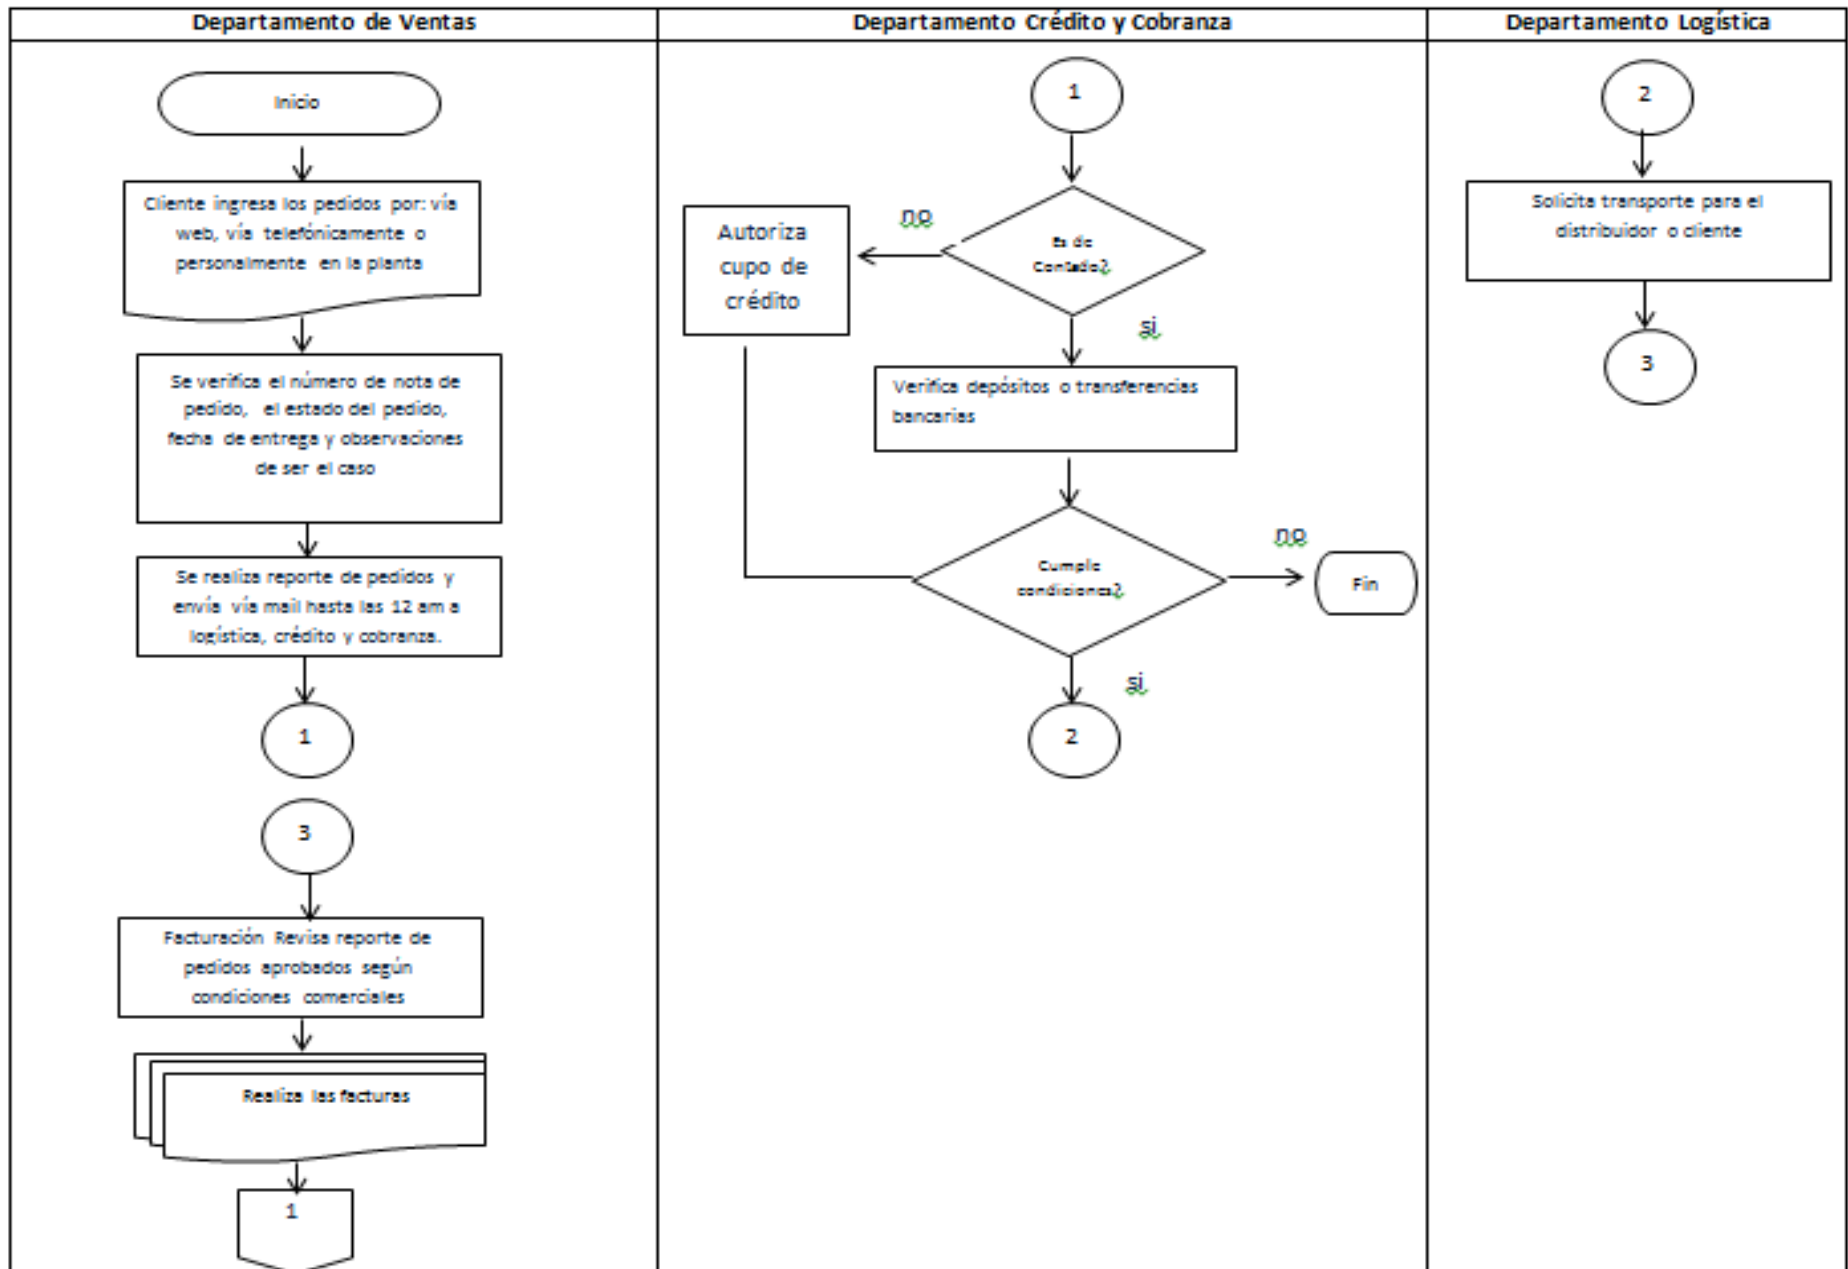 Departamento de Ventas
Inicio
Cliente ingresa los pedidos por: vía
web, vía telefónicamente o
personalmente en la planta
Se verifica el número de nota de
pedido, el estado del pedido,
fecha de entrega y observaciones
de ser el caso
Se realiza reporte de pedidos y
envía vía mail hasta las 12 am a
logística, crédito y cobranza.
1
3
Facturación Revisa reporte de
pedidos aprobados según
condiciones comerciales
Realiza las facturas
1
Departamento Crédito y Cobranza
1
Es de
Contado?
no
Autoriza
cupo de
crédito
si
Verifica depósitos o transferencias
bancarias
Cumple
condiciones?
no
Fin
si
2
Departamento Logística
2
Solicita transporte para el
distribuidor o cliente
3